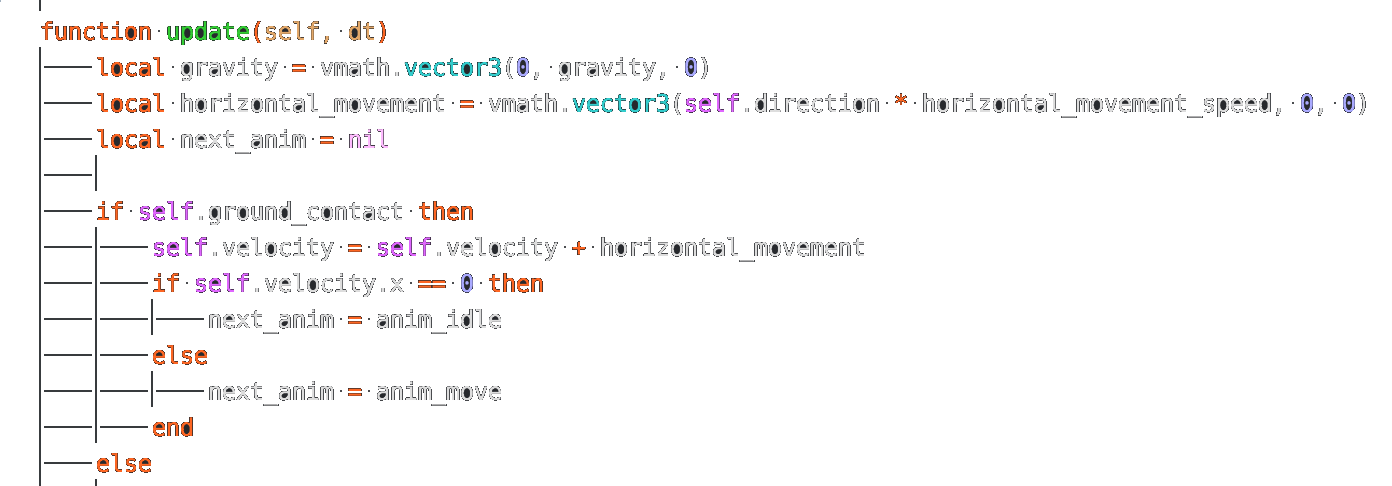 function update(self, dt)
local gravity = vmath.vector3(0, gravity, 0)
local horizontal_movement = vmath.vector3(self.direction * horizontal_movement_speed, 0, 0)
local next_anim = nil
if self.ground_contact then
self.velocity = self.velocity + horizontal_movement
if self.velocity.x == 0 then
next_anim = anim_idle
else
next_anim = anim_move
end
else